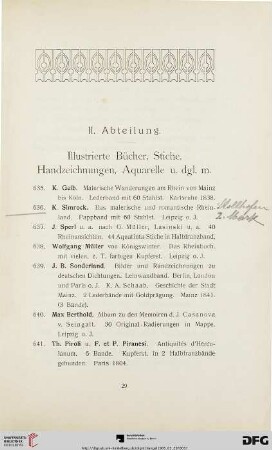 II. Abteilung.
Illustrierte Bücher. Stiche.
Handzeichnungen, Aquarelle u. dgl. m.
635. K. Geib. Malerische Wanderungen am Rhein von Mainz
bis Köln. Lederband mit 60 Stahlst. Karlsruhe 1838.
636. K. Simrock. Das malerische und romantische Rhein-
land. Pappband mit 60 Stahlst. Leipzig o. J.
2 Mark
637. J. Sperl u. a. nach G. Müller, Lasinski u. a. 40
Rheinansichten. 44 Aquatinta-Stiche in Halbfranzband.
638. Wolfgang Müller von Königswinter. Das Rheinbuch,
mit vielen, z. T. farbigen Kupferst. Leipzig o. J.
639. J. B. Sonderland. Bilder und Randzeichnungen zu
deutschen Dichtungen. Leinwandband. Berlin, London
und Paris o. J. K. A. Schaab. Geschichte der Stadt
Mainz. Lederbände mit Goldprägung. Mainz 1841.
(3 Bände).
640. Max Berthold. Album zu den Memoiren d. J. Casanova
v. Seingalt. 30 Original-Radierungen in Mappe.
Leipzig u. J.
641. Th. Piroli u. F. et P. Piranesi. Antiquités d'Hercu-
lanum. 6 Bände. Kupferst. in 2 Halbfranzbände
gebunden. Paris 1804.
29
UNIVERSITÄTS-
BIBLIOTHEK
HEIDELBERG
DFG